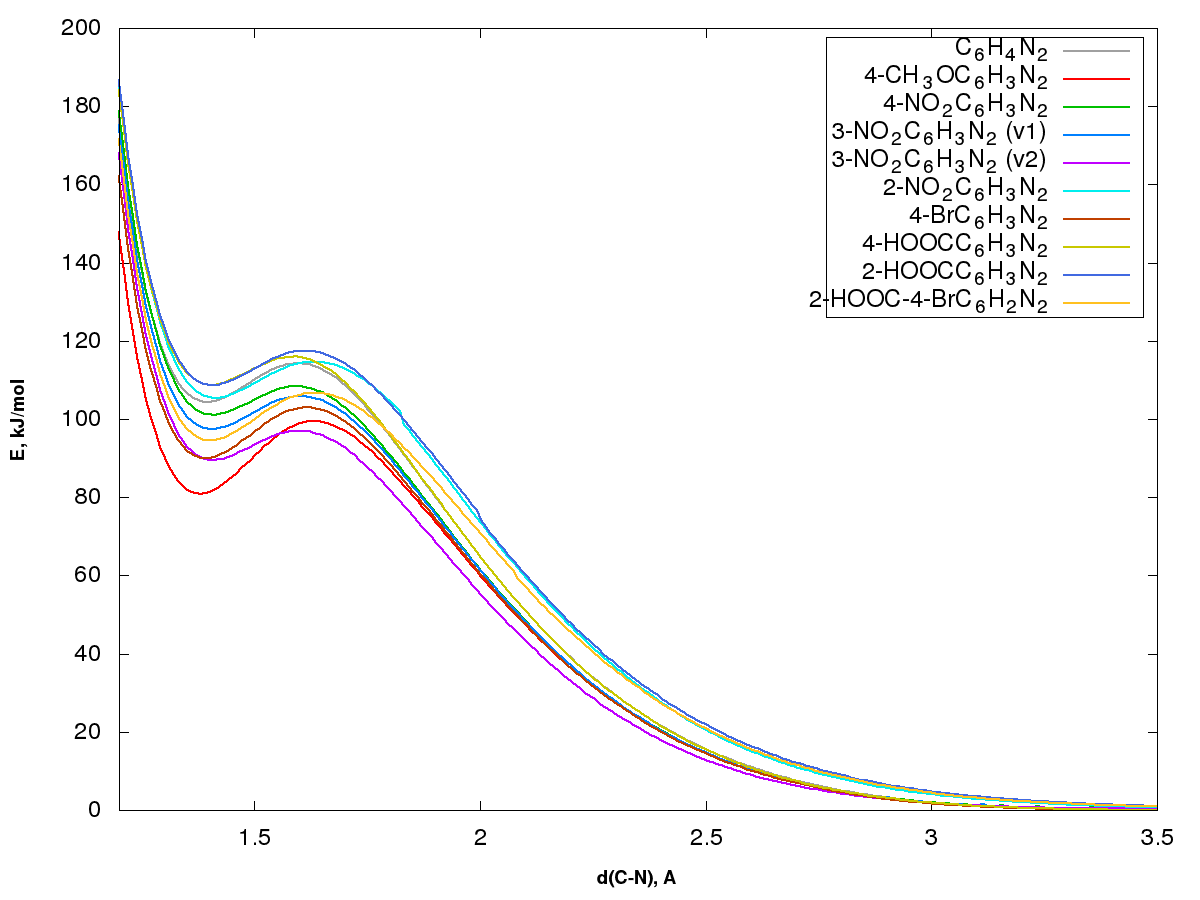 200
180
160
140
120
100
80
60
40
20
0
1.5
2
2.5
3
3.5
E, kJ/mol
d(C-N), A
C₆H₄N₂
4-CH₃OC₆H₃N₂
4-NO₂C₆H₃N₂
3-NO₂C₆H₃N₂ (v1)
3-NO₂C₆H₃N₂ (v2)
2-NO₂C₆H₃N₂
4-BrC₆H₃N₂
4-HOOCC₆H₃N₂
2-HOOCC₆H₃N₂
2-HOOC-4-BrC₆H₂N₂